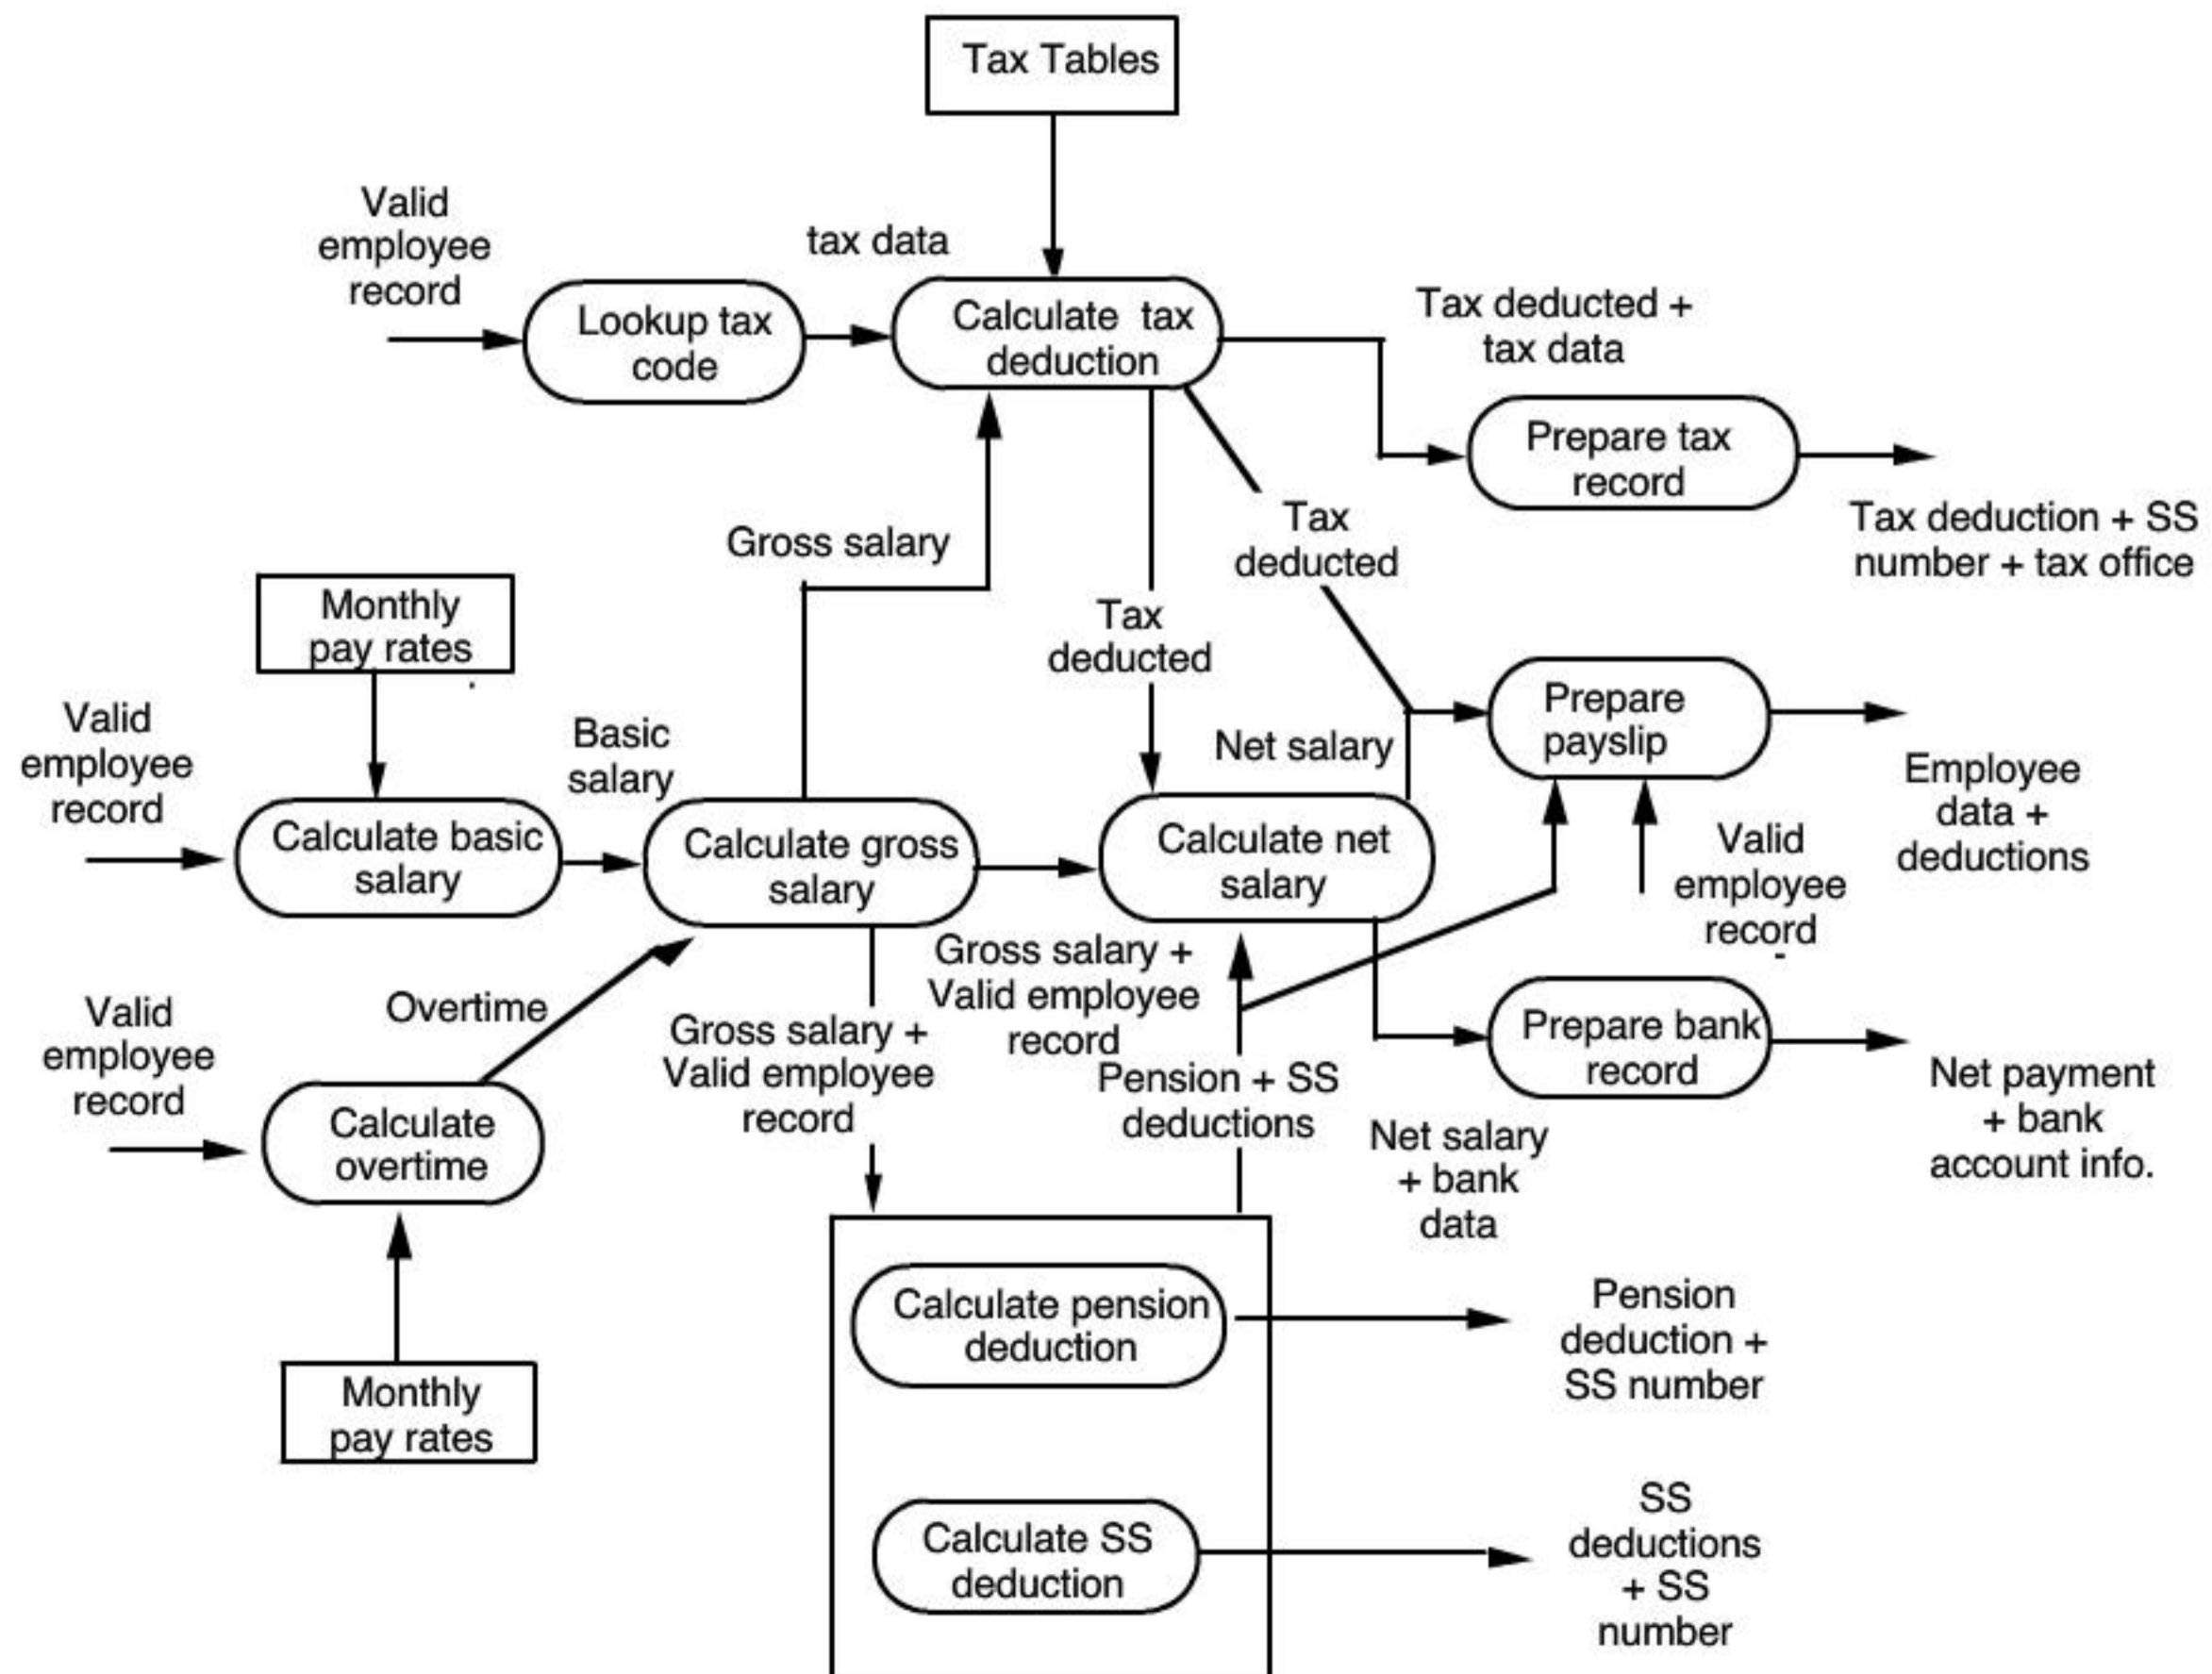 Tax Tables
Valid
employee
record
tax data
Lookup tax
code
Calculate tax
deduction
Tax deducted +
tax data
Prepare tax
record
Tax deduction + SS
number + tax office
Gross salary
Tax
deducted
Tax
deducted
Monthly
pay rates
Valid
employee
record
Basic
salary
Net salary
Prepare
payslip
Employee
data +
deductions
Calculate basic
salary
Calculate gross
salary
Calculate net
salary
Valid
employee
record
Valid
employee
record
Overtime
Gross salary +
Valid employee
record
Gross salary +
Valid employee
record
Pension + SS
deductions
Prepare bank
record
Net payment
+ bank
account info.
Calculate
overtime
Net salary
+ bank
data
Monthly
pay rates
Calculate pension
deduction
Pension
deduction +
SS number
Calculate SS
deduction
SS
deductions
+ SS
number